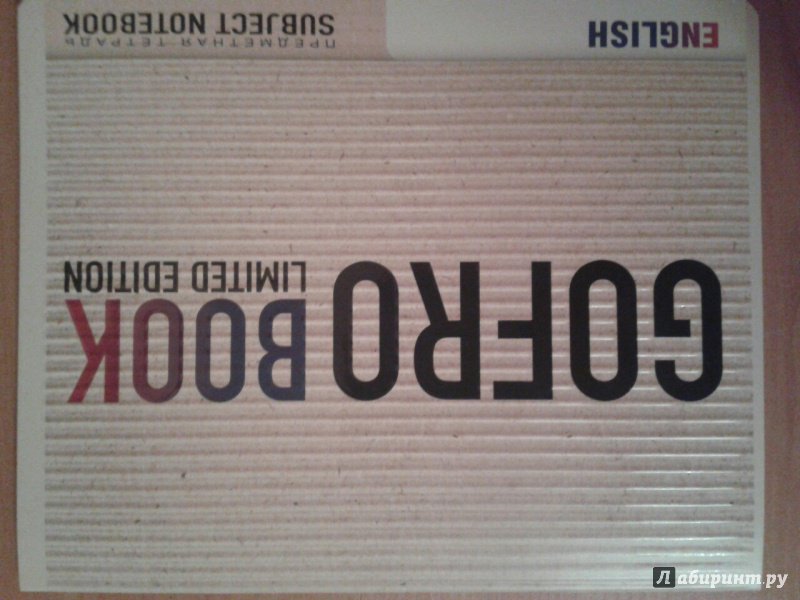 GOFRO BOOK
LIMITED EDITION
ENGLISH
ПРЕДМЕТНАЯ ТЕТРАДЬ
SUBJECT NOTEBOOK
Лабиринт.ру